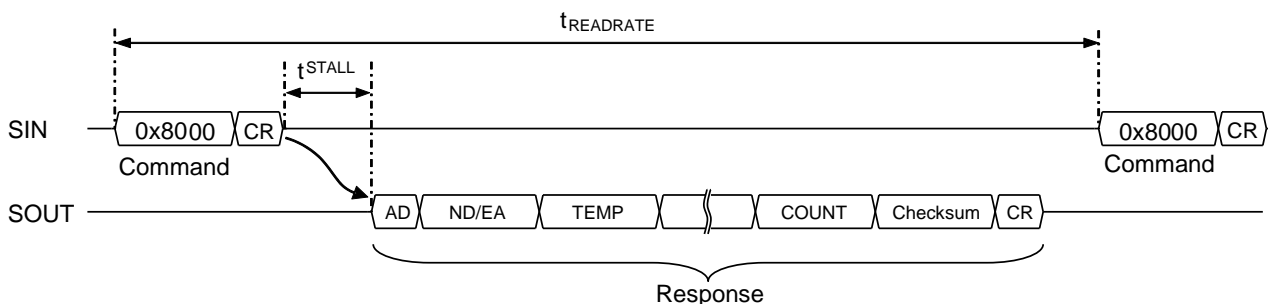 tREADRATE
tSTALL
SIN 0x8000 CR 0x8000 CR
Command Command
SOUT AD ND/EA TEMP COUNT Checksum CR
Response